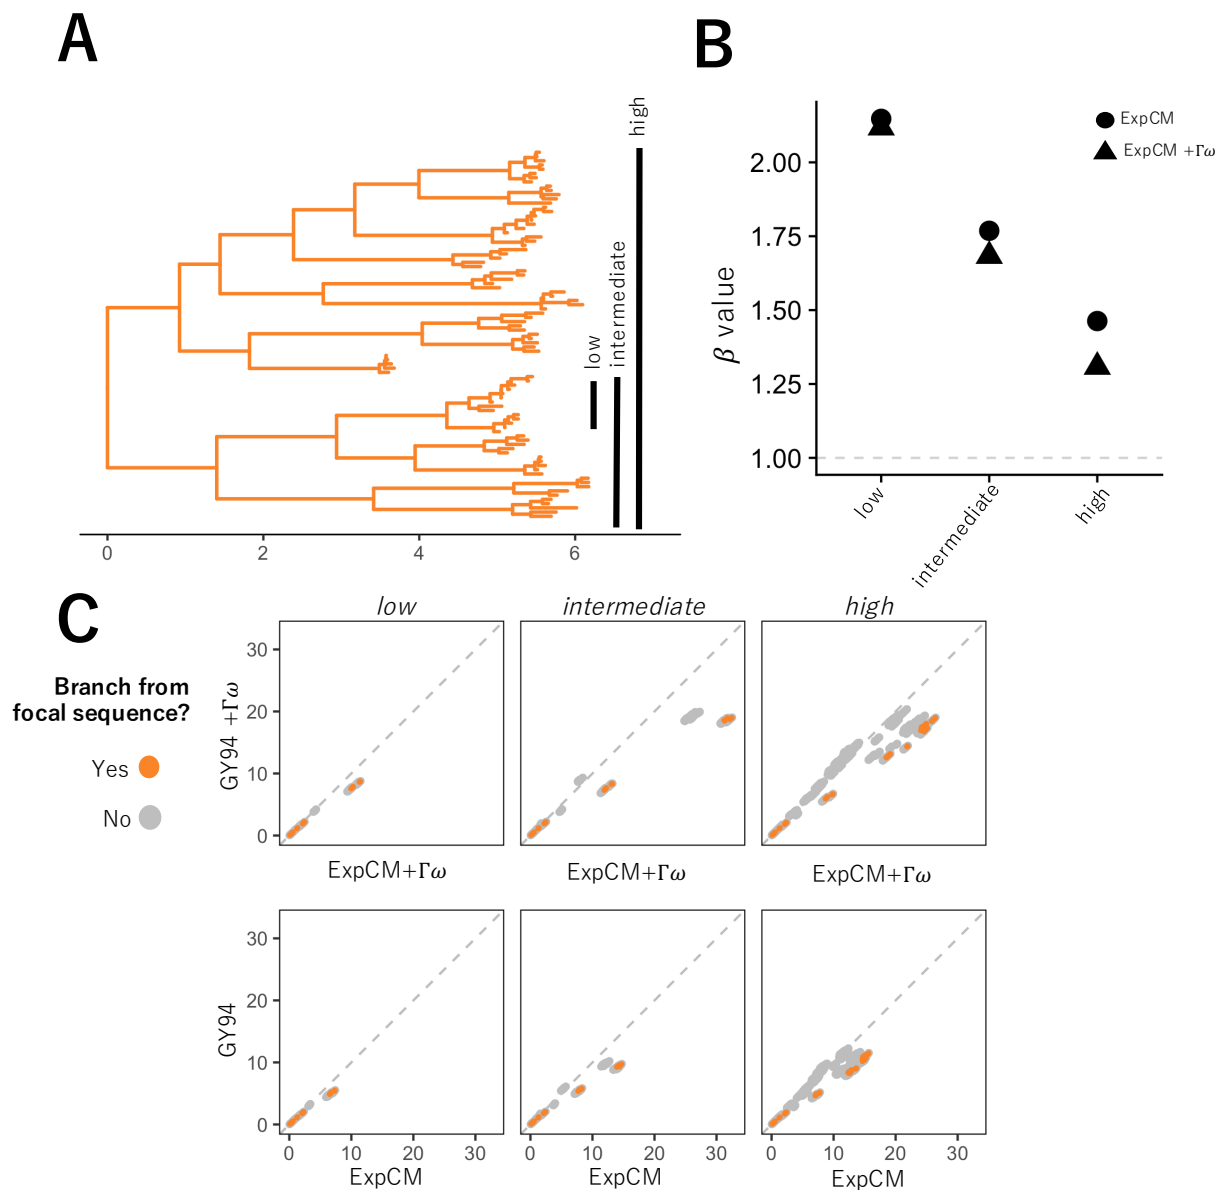 A
high
intermediate
low
0
2
4
6
B
ExpCM
ExpCM +Γω
β value
2.00
1.75
1.50
1.25
1.00
low
intermediate
high
C
low
intermediate
high
Branch from
focal sequence?
Yes
No
GY94 +Γω
30
20
10
0
ExpCM+Γω
ExpCM+Γω
ExpCM+Γω
GY94
30
20
10
0
0
10
20
30
0
10
20
30
0
10
20
30
ExpCM
ExpCM
ExpCM